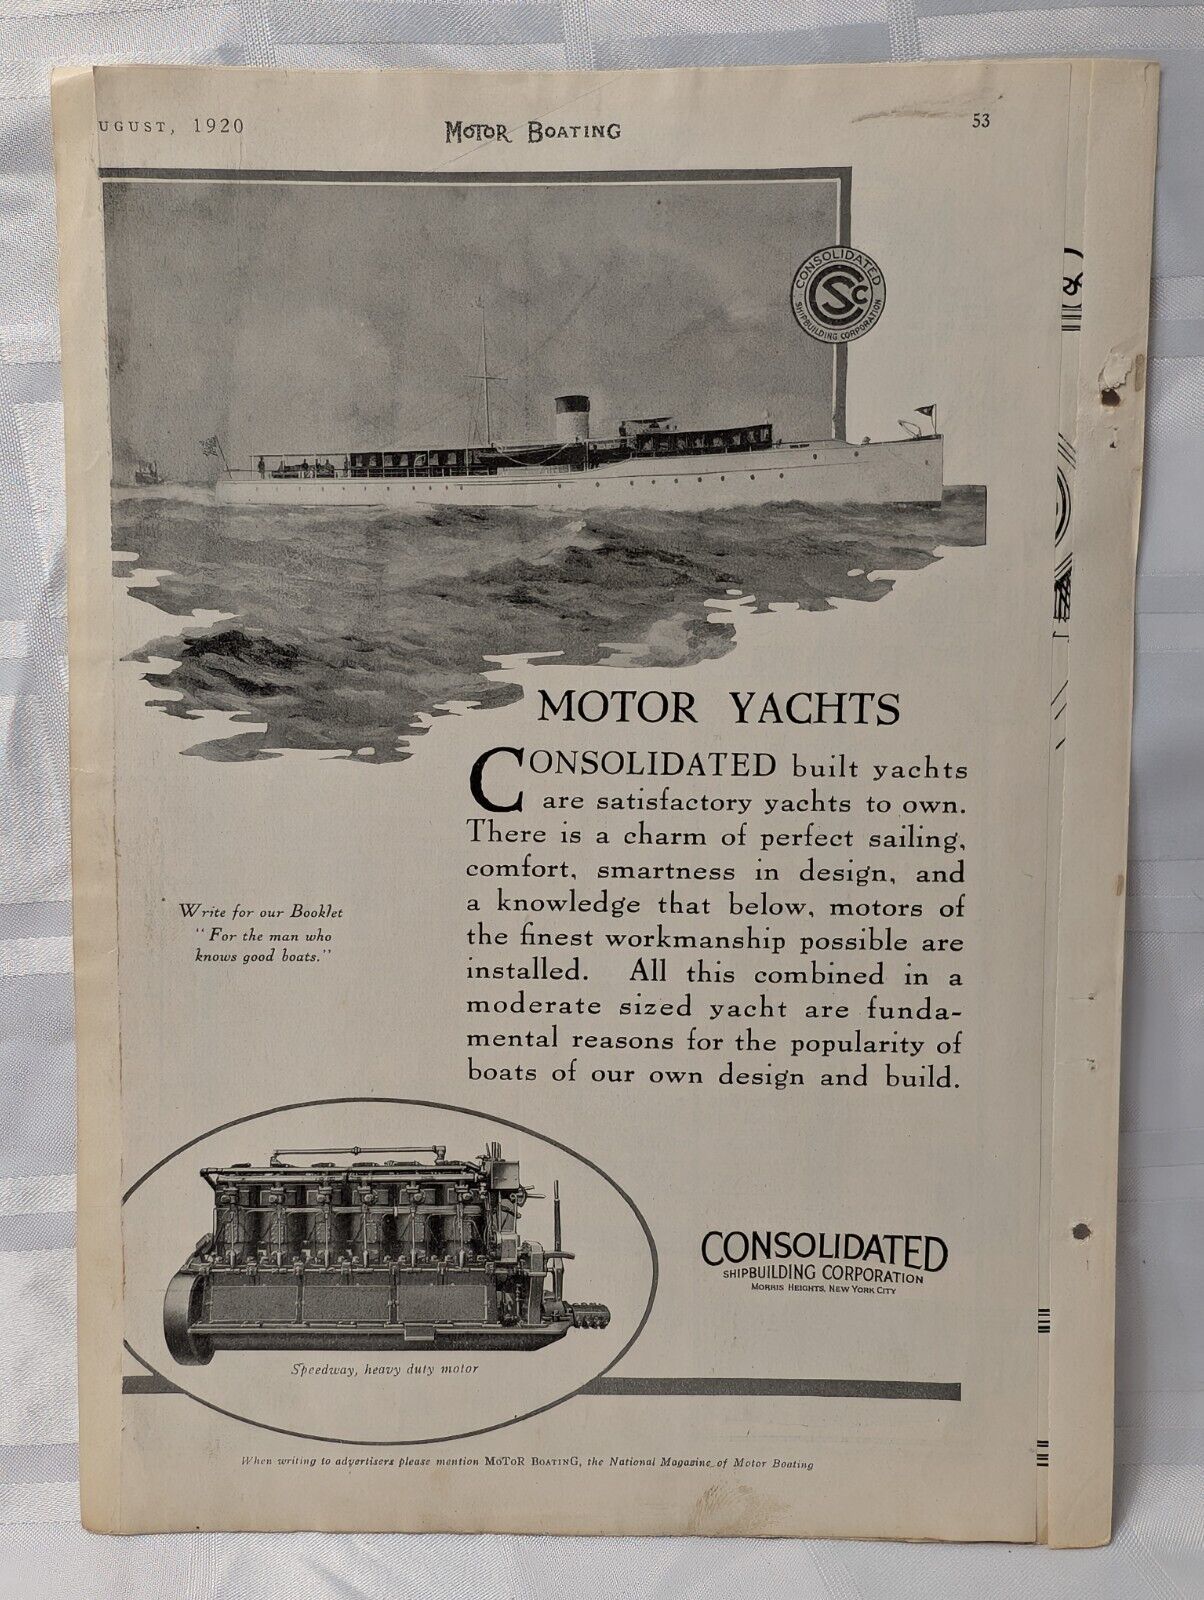 UGUST, 1920
MOTOR BOATING
53
CONSOLIDATED
CSC
SHIPBUILDING CORPORATION
MOTOR YACHTS
CONSOLIDATED built yachts
are satisfactory yachts to own.
There is a charm of perfect sailing,
comfort, smartness in design, and
a knowledge that below, motors of
the finest workmanship possible are
installed. All this combined in a
moderate sized yacht are funda-
mental reasons for the popularity of
boats of our own design and build.
Write for our Booklet
"For the man who
knows good boats."
CONSOLIDATED
SHIPBUILDING CORPORATION
MORRIS HEIGHTS, NEW YORK CITY
Speedway, heavy duty motor
When writing to advertisers please mention MOTOR BOATING, the National Magazine of Motor Boating